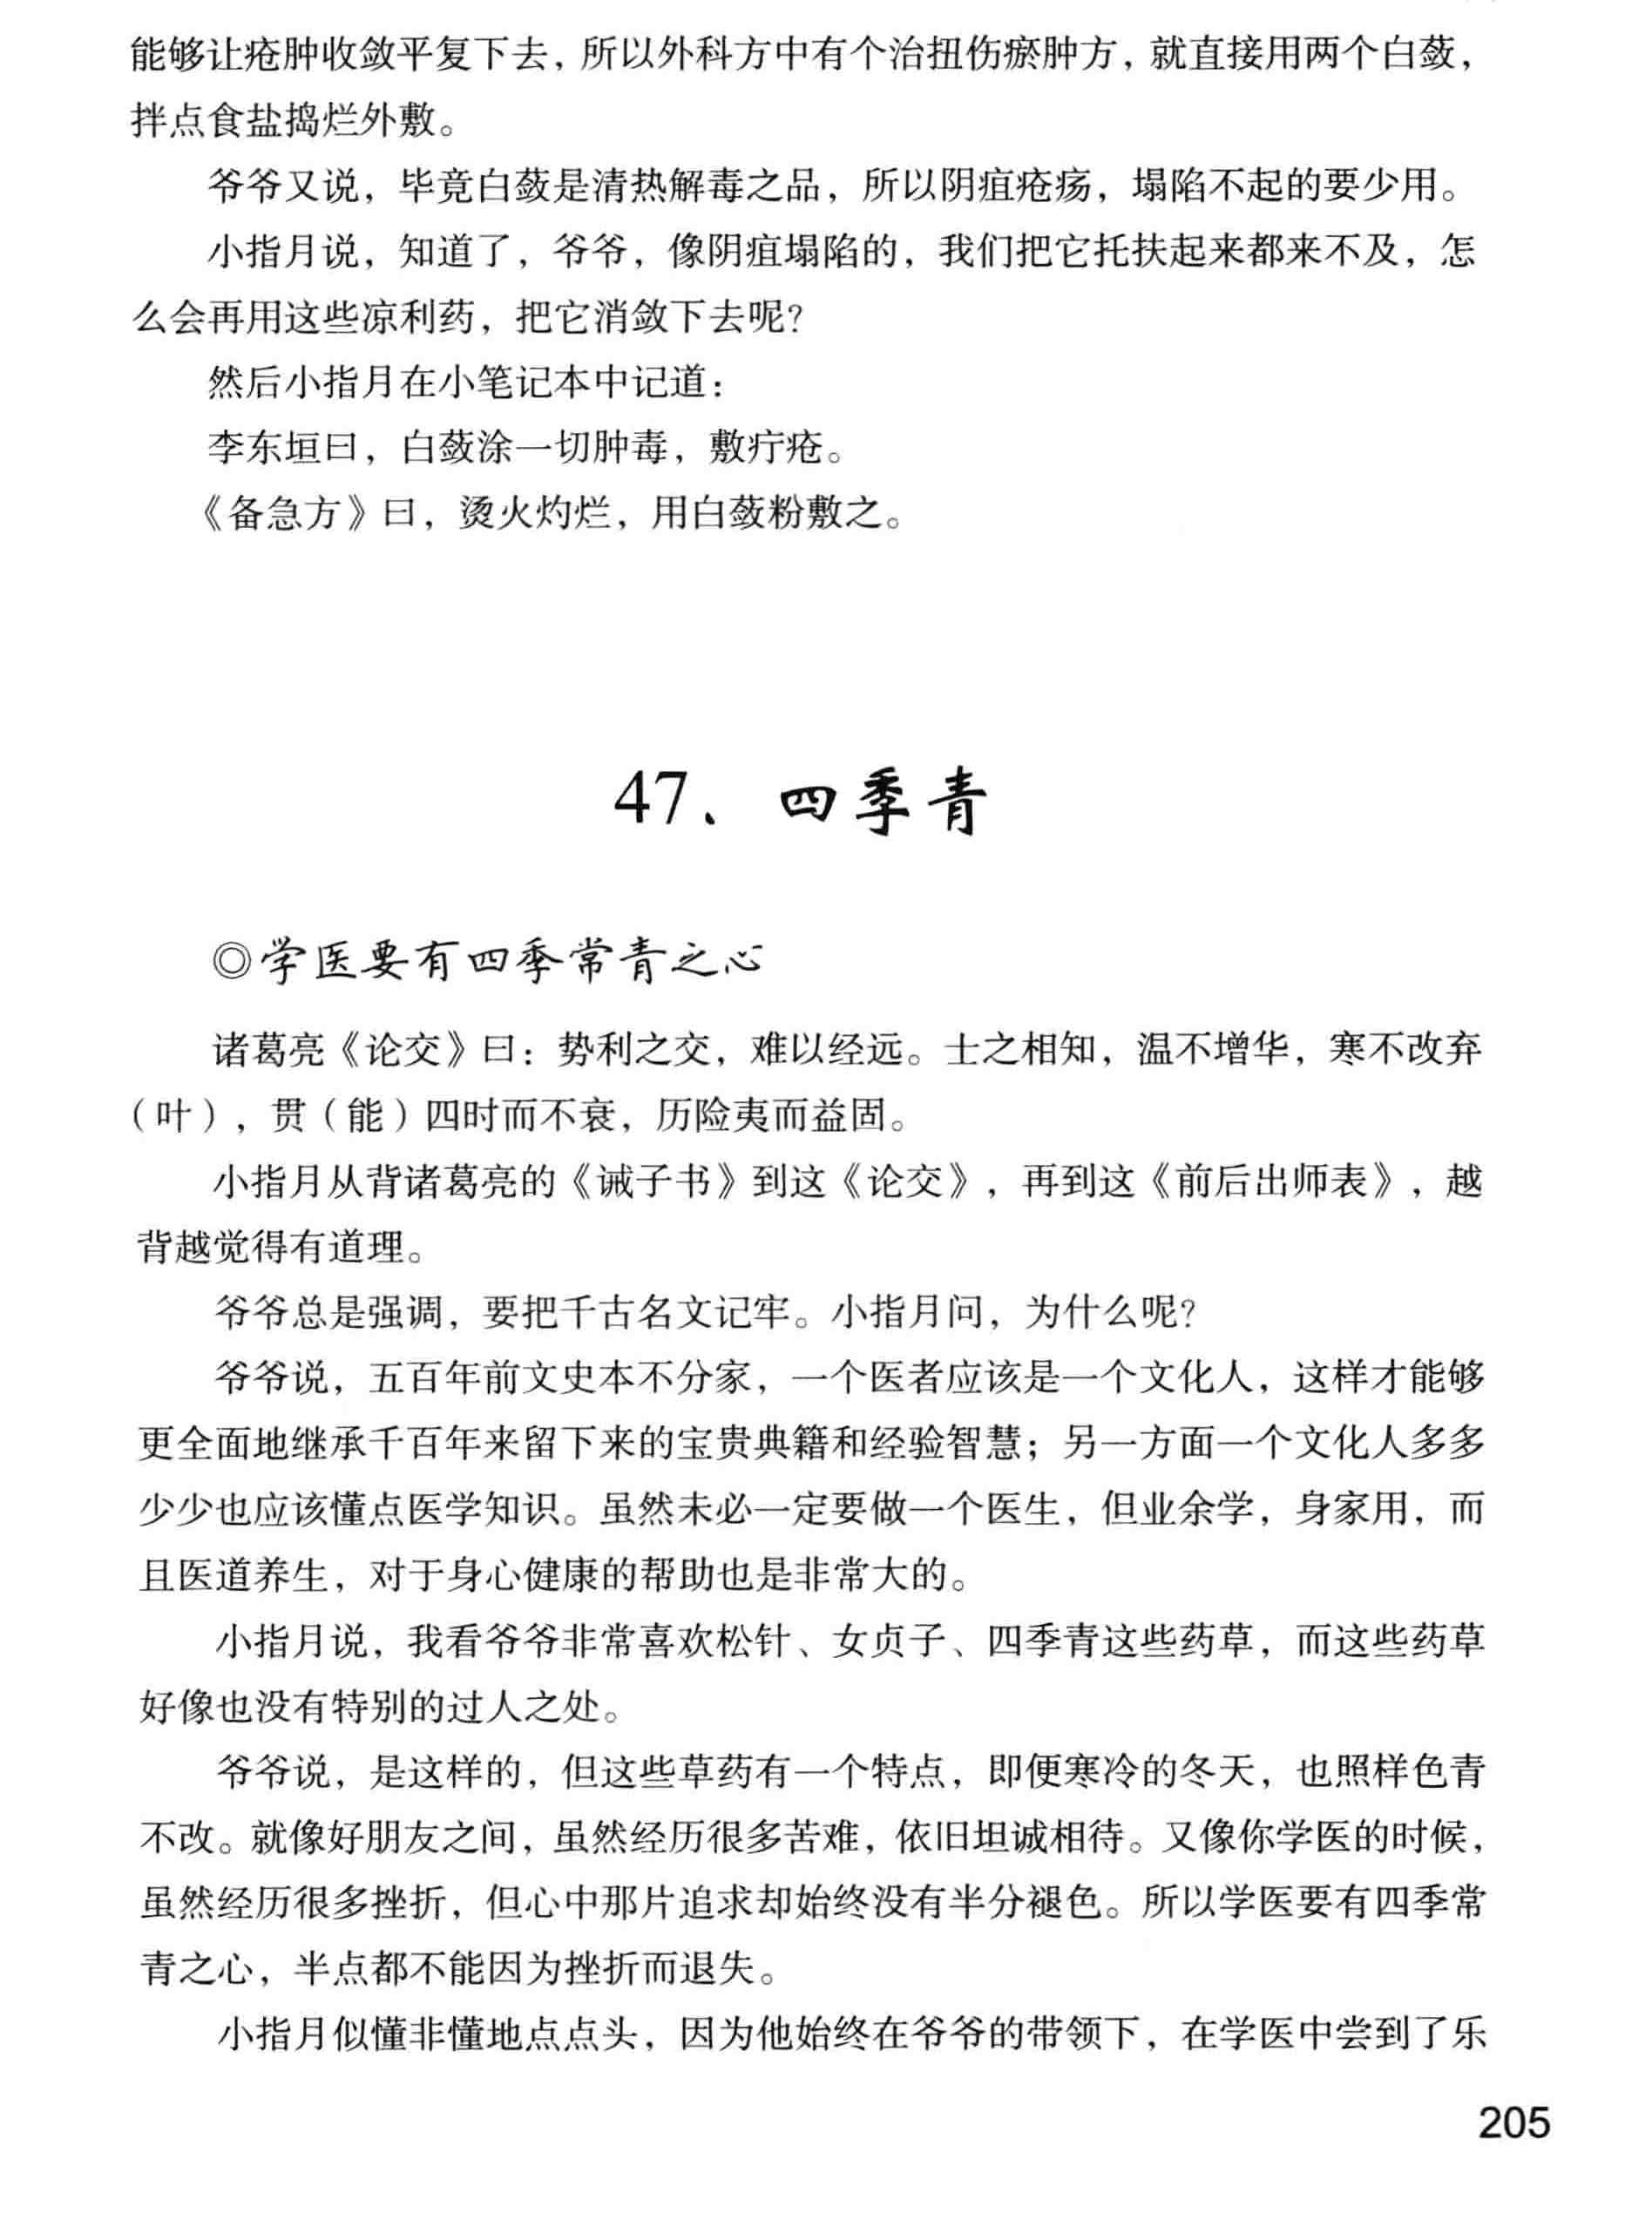 能够让疮肿收敛平复下去，所以外科方中有个治扭伤瘀肿方，就直接用两个白蔹，
拌点食盐捣烂外敷。
爷爷又说，毕竟白蔹是清热解毒之品，所以阴疽疮疡，塌陷不起的要少用。
小指月说，知道了，爷爷，像阴疽塌陷的，我们把它托扶起来都来不及，怎
么会再用这些凉利药，把它消敛下去呢？
然后小指月在小笔记本中记道：
李东垣曰，白蔹涂一切肿毒，敷疔疮。
《备急方》曰，烫火灼烂，用白蔹粉敷之。
47、四季青
◎学医要有四季常青之心
诸葛亮《论交》曰：势利之交，难以经远。士之相知，温不增华，寒不改弃
（叶），贯（能）四时而不衰，历险夷而益固。
小指月从背诸葛亮的《诫子书》到这《论交》，再到这《前后出师表》，越
背越觉得有道理。
爷爷总是强调，要把千古名文记牢。小指月问，为什么呢？
爷爷说，五百年前文史本不分家，一个医者应该是一个文化人，这样才能够
更全面地继承千百年来留下来的宝贵典籍和经验智慧；另一方面一个文化人多多
少少也应该懂点医学知识。虽然未必一定要做一个医生，但业余学，身家用，而
且医道养生，对于身心健康的帮助也是非常大的。
小指月说，我看爷爷非常喜欢松针、女贞子、四季青这些药草，而这些药草
好像也没有特别的过人之处。
爷爷说，是这样的，但这些草药有一个特点，即便寒冷的冬天，也照样色青
不改。就像好朋友之间，虽然经历很多苦难，依旧坦诚相待。又像你学医的时候，
虽然经历很多挫折，但心中那片追求却始终没有半分褪色。所以学医要有四季常
青之心，半点都不能因为挫折而退失。
小指月似懂非懂地点点头，因为他始终在爷爷的带领下，在学医中尝到了乐
205